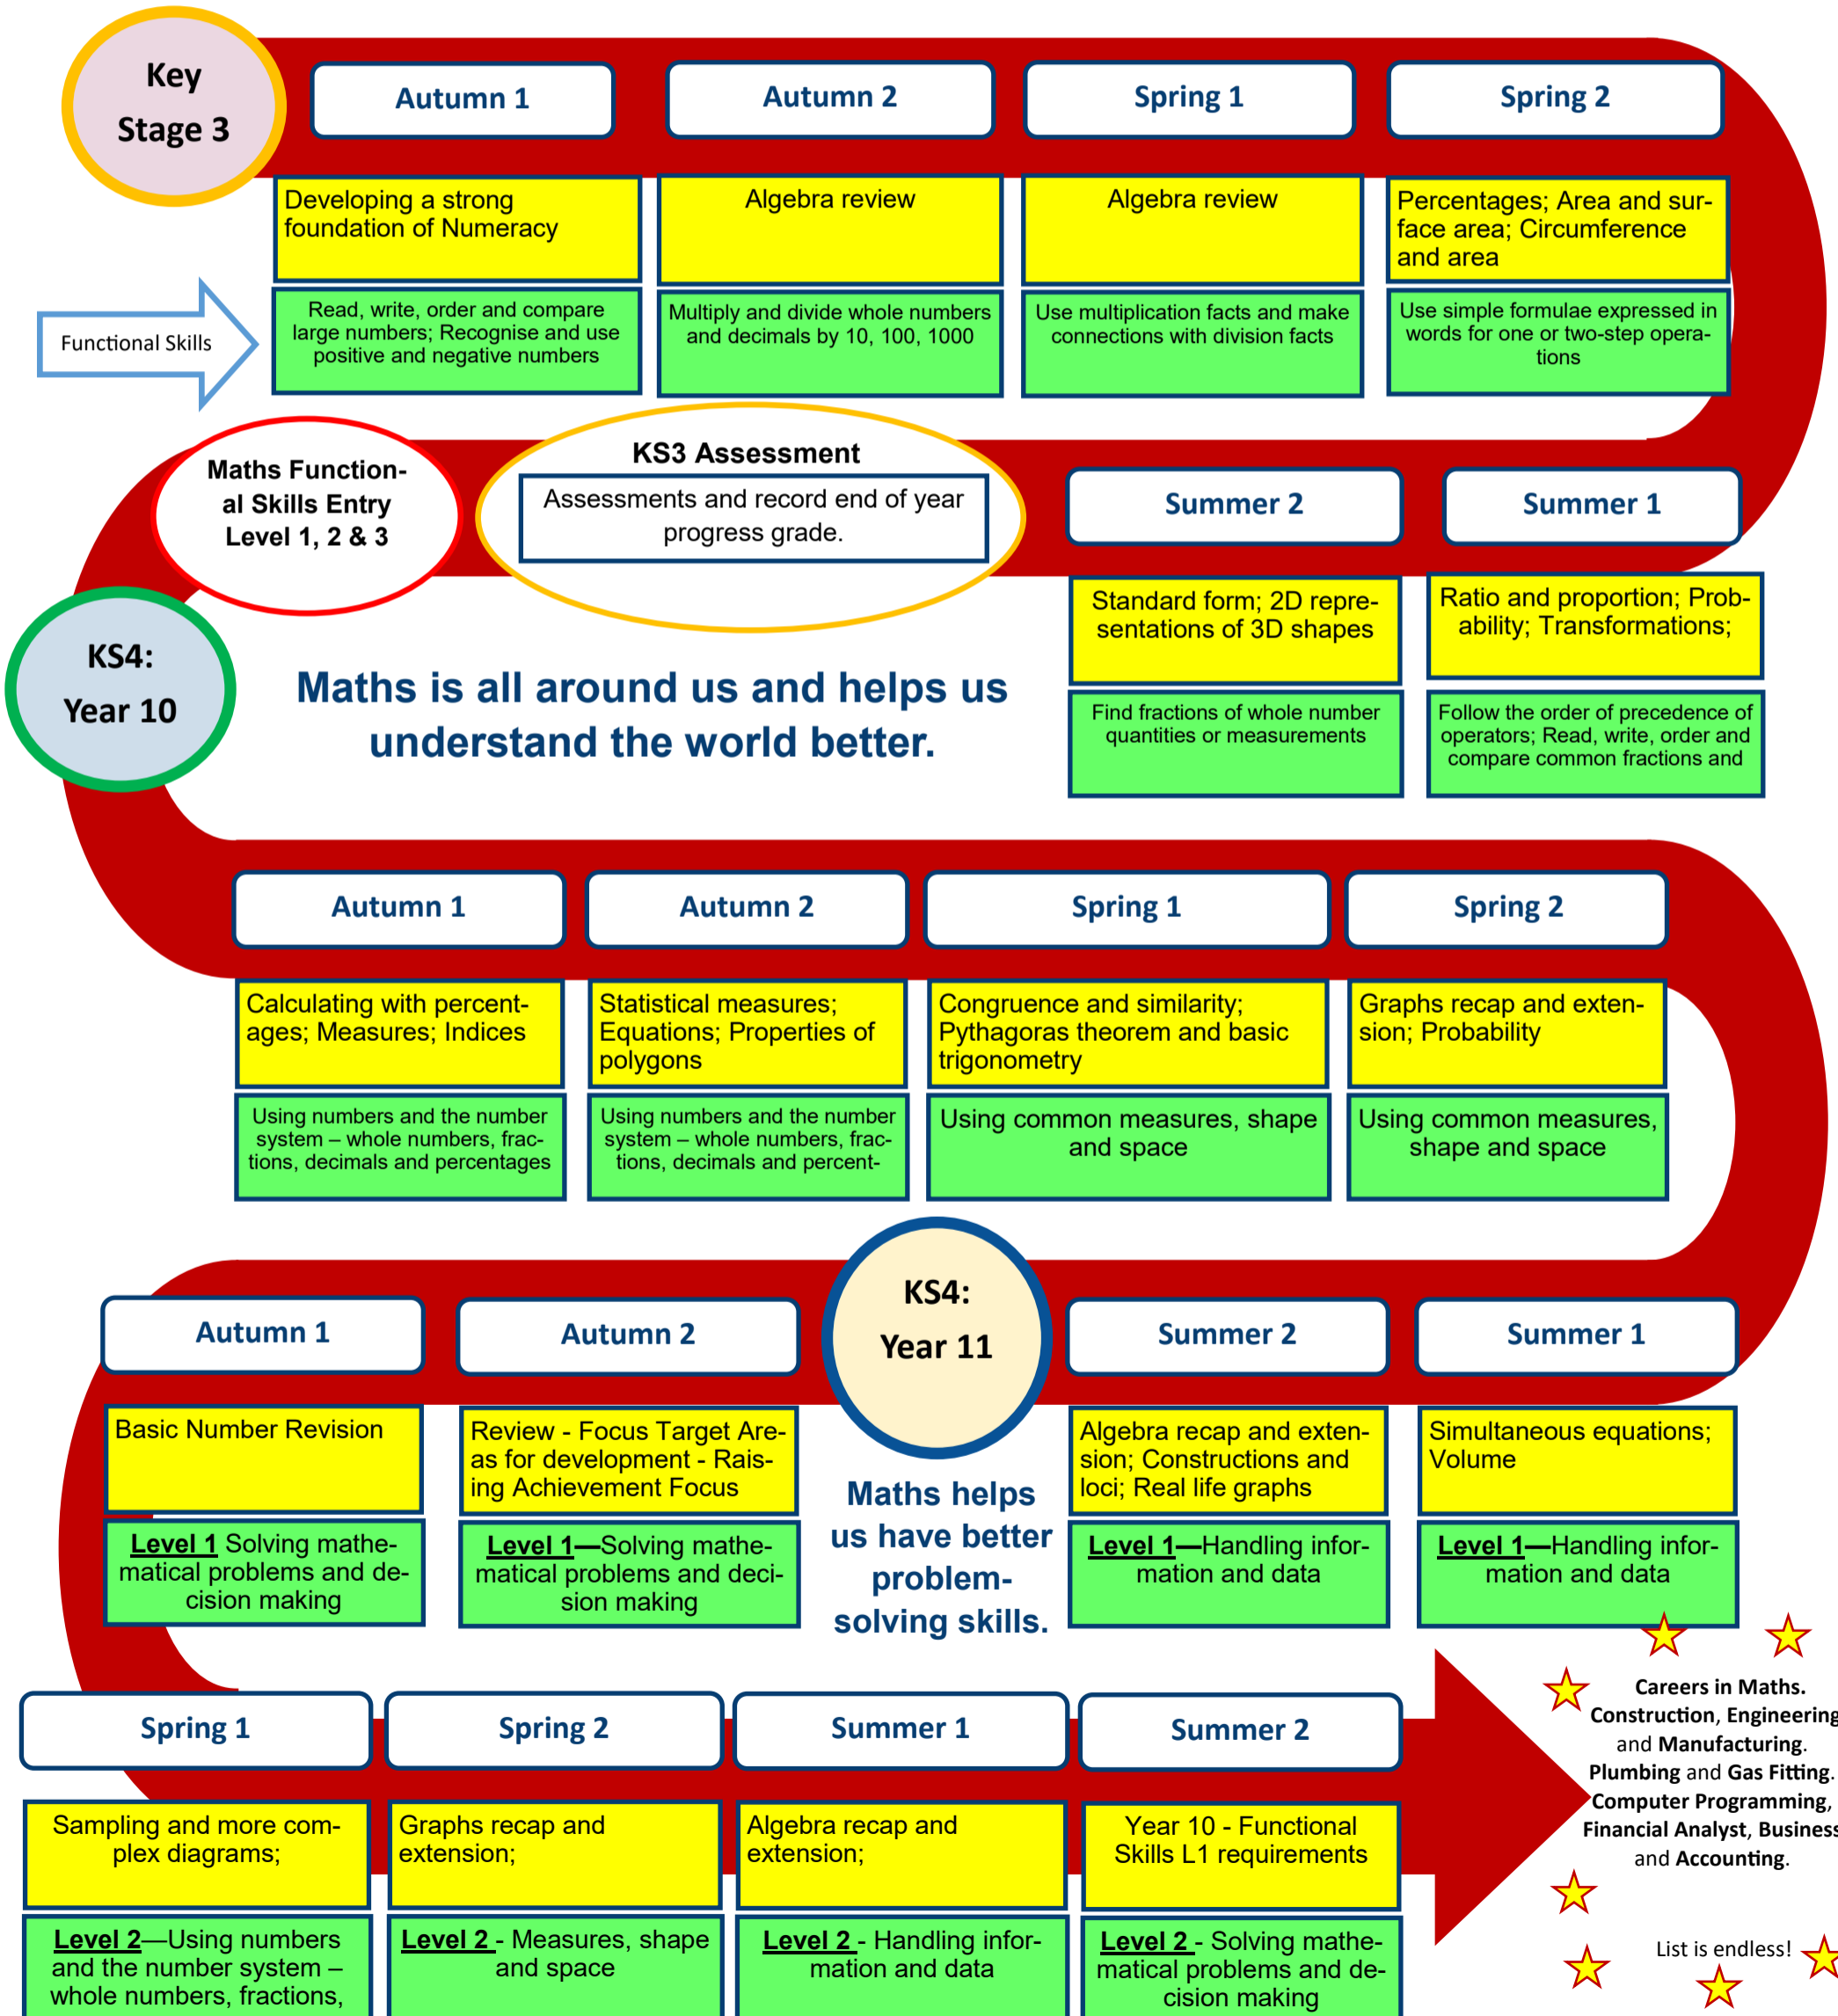 Key
Stage 3
Autumn 1
Autumn 2
Spring 1
Spring 2
Developing a strong
foundation of Numeracy
Algebra review
Algebra review
Percentages; Area and sur-
face area; Circumference
and area
Functional Skills
Read, write, order and compare
large numbers; Recognise and use
positive and negative numbers
Multiply and divide whole numbers
and decimals by 10, 100, 1000
Use multiplication facts and make
connections with division facts
Use simple formulae expressed in
words for one or two-step opera-
tions
Maths Function-
al Skills Entry
Level 1, 2 & 3
KS3 Assessment
Assessments and record end of year
progress grade.
Summer 2
Summer 1
Standard form; 2D repre-
sentations of 3D shapes
Ratio and proportion; Prob-
ability; Transformations;
Find fractions of whole number
quantities or measurements
Follow the order of precedence of
operators; Read, write, order and
compare common fractions and
KS4:
Year 10
Maths is all around us and helps us
understand the world better.
Autumn 1
Autumn 2
Spring 1
Spring 2
Calculating with percent-
ages; Measures; Indices
Statistical measures;
Equations; Properties of
polygons
Congruence and similarity;
Pythagoras theorem and basic
trigonometry
Graphs recap and exten-
sion; Probability
Using numbers and the number
system – whole numbers, frac-
tions, decimals and percentages
Using numbers and the number
system – whole numbers, frac-
tions, decimals and percent-
Using common measures, shape
and space
Using common measures,
shape and space
Autumn 1
Autumn 2
KS4:
Year 11
Summer 2
Summer 1
Basic Number Revision
Review - Focus Target Are-
as for development - Rais-
ing Achievement Focus
Algebra recap and exten-
sion; Constructions and
loci; Real life graphs
Simultaneous equations;
Volume
Level 1 Solving mathe-
matical problems and de-
cision making
Level 1—Solving mathe-
matical problems and deci-
sion making
Maths helps
us have better
problem-
solving skills.
Level 1—Handling infor-
mation and data
Level 1—Handling infor-
mation and data
Spring 1
Spring 2
Summer 1
Summer 2
Sampling and more com-
plex diagrams;
Graphs recap and
extension;
Algebra recap and
extension;
Year 10 - Functional
Skills L1 requirements
Level 2—Using numbers
and the number system –
whole numbers, fractions,
Level 2 - Measures, shape
and space
Level 2 - Handling infor-
mation and data
Level 2 - Solving mathe-
matical problems and de-
cision making
Careers in Maths.
Construction, Engineering
and Manufacturing.
Plumbing and Gas Fitting.
Computer Programming,
Financial Analyst, Business
and Accounting.
List is endless!